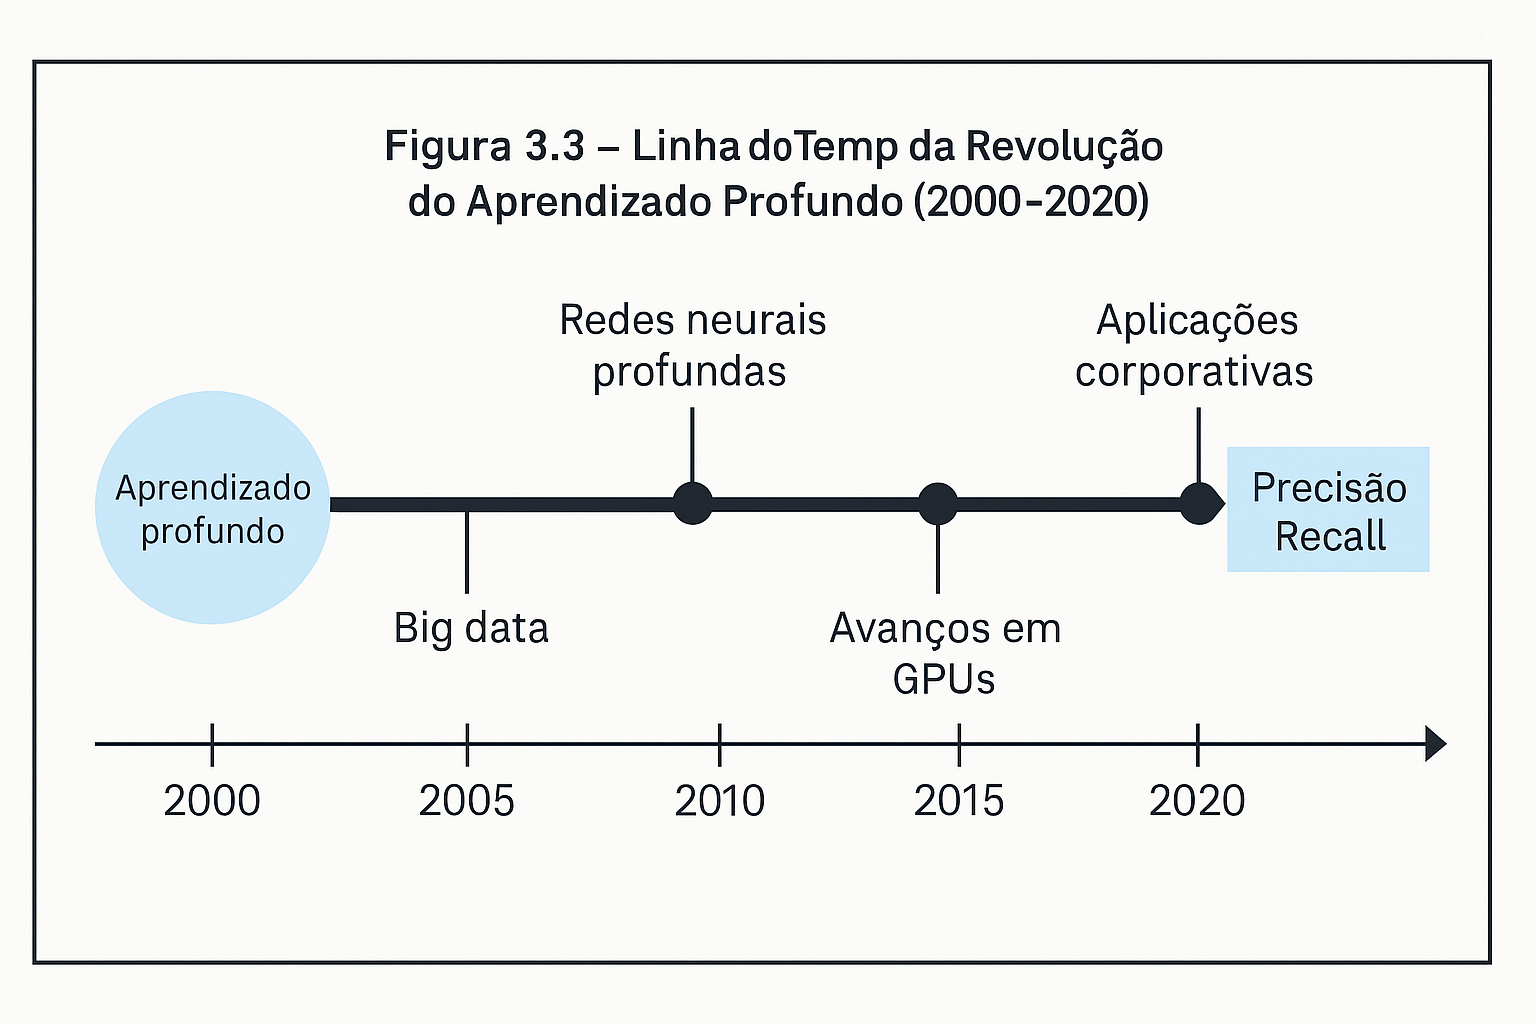 Figura 3.3 – Linha doTemp da Revolução
do Aprendizado Profundo (2000-2020)
Redes neurais
profundas
Aplicações
corporativas
Aprendizado
profundo
Precisão
Recall
Big data
Avanços em
GPUs
2000
2005
2010
2015
2020